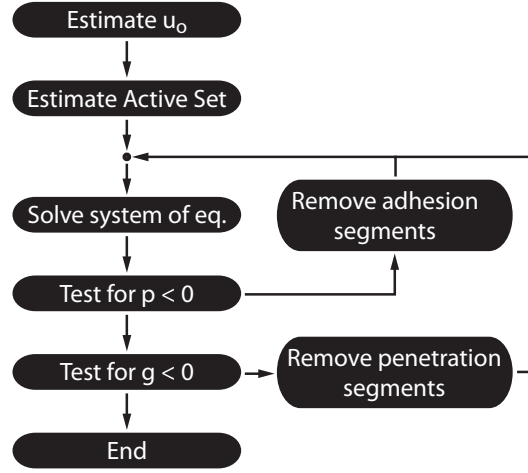 Estimate uo
Estimate Active Set
Solve system of eq.
Remove adhesion
segments
Test for p < 0
Test for g < 0
Remove penetration
segments
End